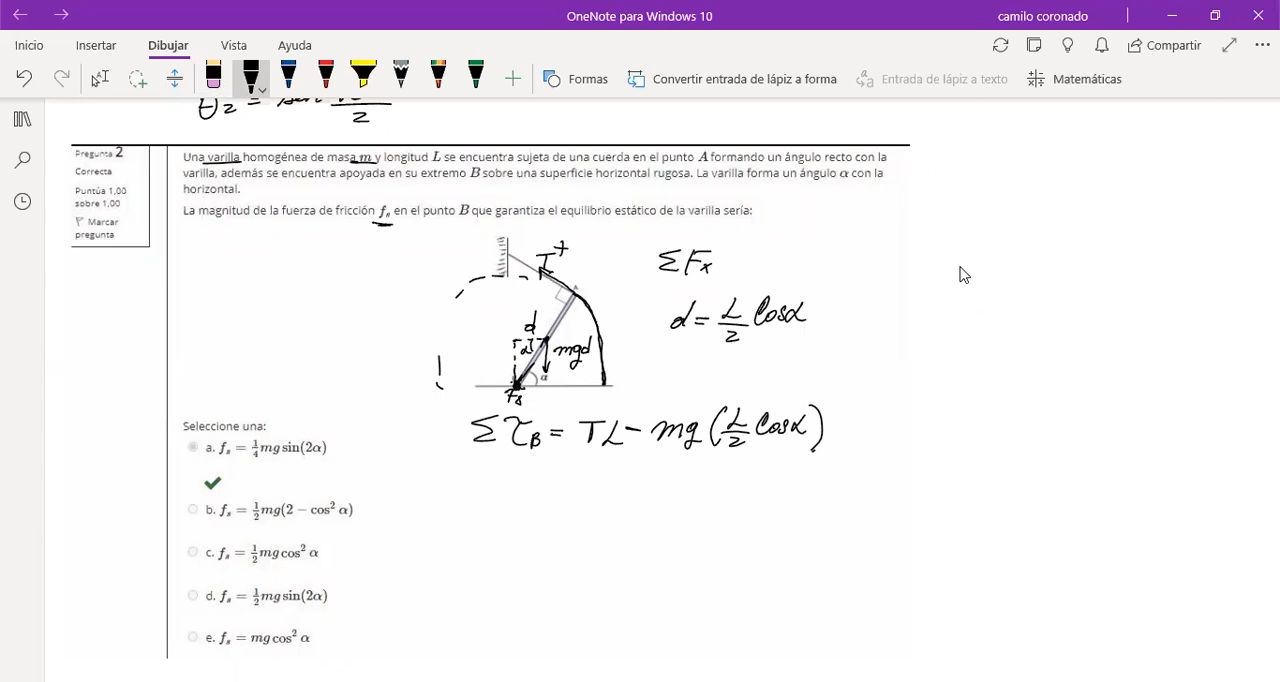 OneNote para Windows 10
camilo coronado
Inicio
Insertar
Dibujar
Vista
Ayuda
Compartir
Formas
Convertir entrada de lápiz a forma
Entrada de lápiz a texto
Matemáticas
θ₂ = sen
2
Pregunta 2
Correcta
Puntúa 1,00
sobre 1,00
Marcar
pregunta
Una varilla homogénea de masa m y longitud L se encuentra sujeta de una cuerda en el punto A formando un ángulo recto con la
varilla, además se encuentra apoyada en su extremo B sobre una superficie horizontal rugosa. La varilla forma un ángulo α con la
horizontal.
La magnitud de la fuerza de fricción fₛ en el punto B que garantiza el equilibrio estático de la varilla sería:
T +
A
ΣFx
d = L/2 Cosα
d
α
mgd
α
fs
Σ τ_B = TL - mg (L/2 Cosα)
Seleccione una:
a. fₛ = 1/4 mg sin(2α)
b. fₛ = 1/2 mg(2 − cos² α)
c. fₛ = 1/2 mg cos² α
d. fₛ = 1/2 mg sin(2α)
e. fₛ = mg cos² α